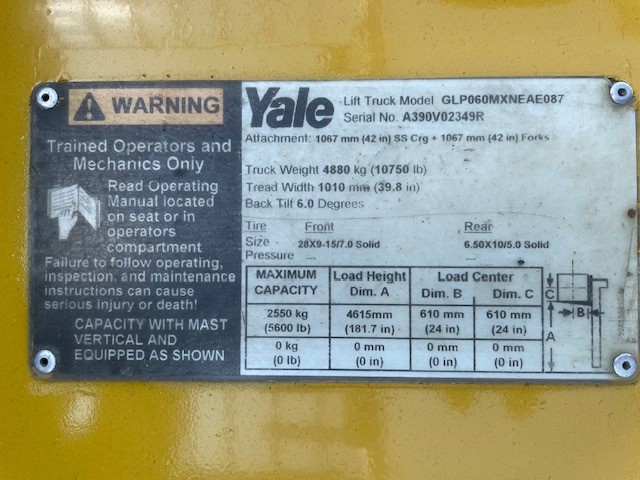 WARNING
Trained Operators and
Mechanics Only
Read Operating
Manual located
on seat or in
operators
compartment
Failure to follow operating,
inspection, and maintenance
instructions can cause
serious injury or death!
CAPACITY WITH MAST
VERTICAL AND
EQUIPPED AS SHOWN
Yale
Lift Truck Model GLP060MXNEAE087
Serial No. A390V02349R
Attachment: 1067 mm (42 in) SS Crg + 1067 mm (42 in) Forks
Truck Weight 4880 kg (10750 lb)
Tread Width 1010 mm (39.8 in)
Back Tilt 6.0 Degrees
Tire Front Rear
Size 28X9-15/7.0 Solid 6.50X10/5.0 Solid
Pressure --- ---
MAXIMUM CAPACITY Load Height Dim. A Load Center Dim. B Dim. C
2550 kg 4615mm 610 mm 610 mm
(5600 lb) (181.7 in) (24 in) (24 in)
0 kg 0 mm 0 mm 0 mm
(0 lb) (0 in) (0 in) (0 in)
C
B
A